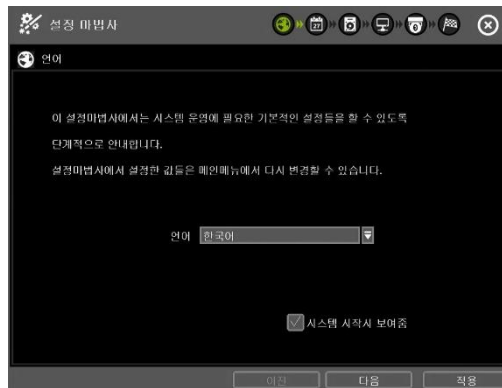 설정 마법사
27
언어
이 설정마법사에서는 시스템 운영에 필요한 기본적인 설정들을 할 수 있도록
단계적으로 안내합니다.
설정마법사에서 설정한 값들은 메인메뉴에서 다시 변경할 수 있습니다.
언어 한국어
시스템 시작시 보여줌
이전 다음 적용